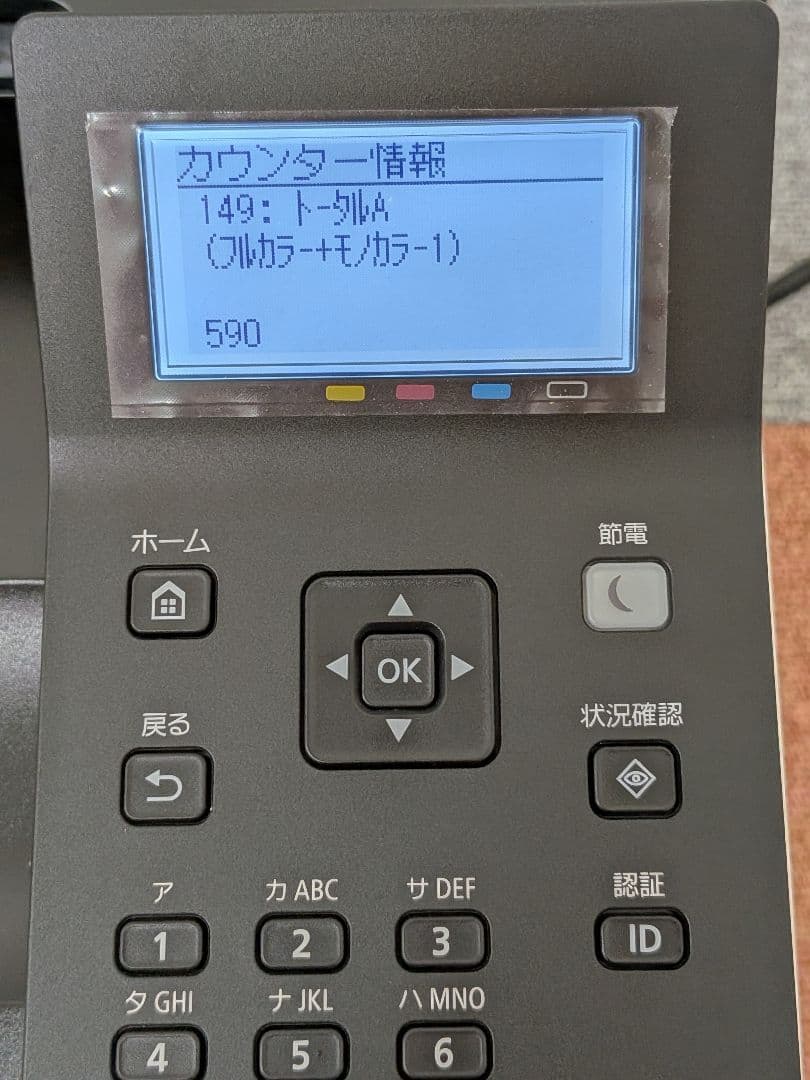 カウンター情報
149: トータルA
(フルカラー+モノカラー1)
590
ホーム
節電
OK
戻る
状況確認
ア
カ ABC
サ DEF
認証
1
2
3
ID
タ GHI
ナ JKL
ハ MNO
4
5
6